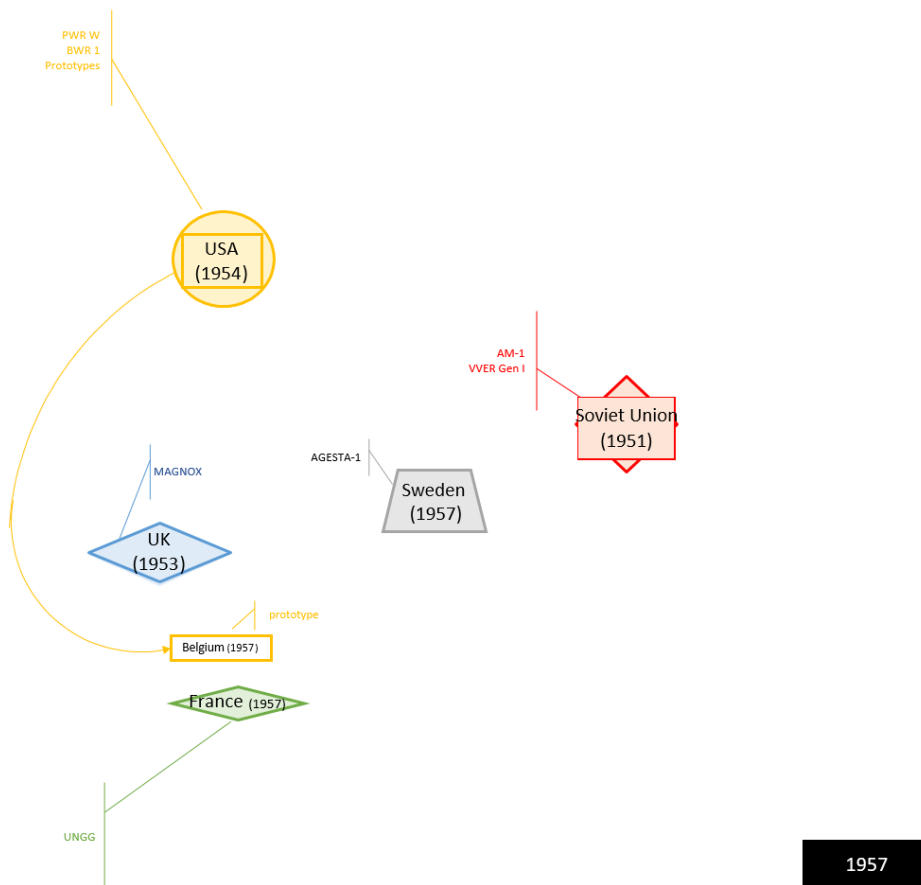 PWR W
BWR 1
Prototypes
USA
(1954)
AM-1
VVER Gen I
Soviet Union
(1951)
AGESTA-1
Sweden
(1957)
MAGNOX
UK
(1953)
prototype
Belgium (1957)
France (1957)
UNGG
1957